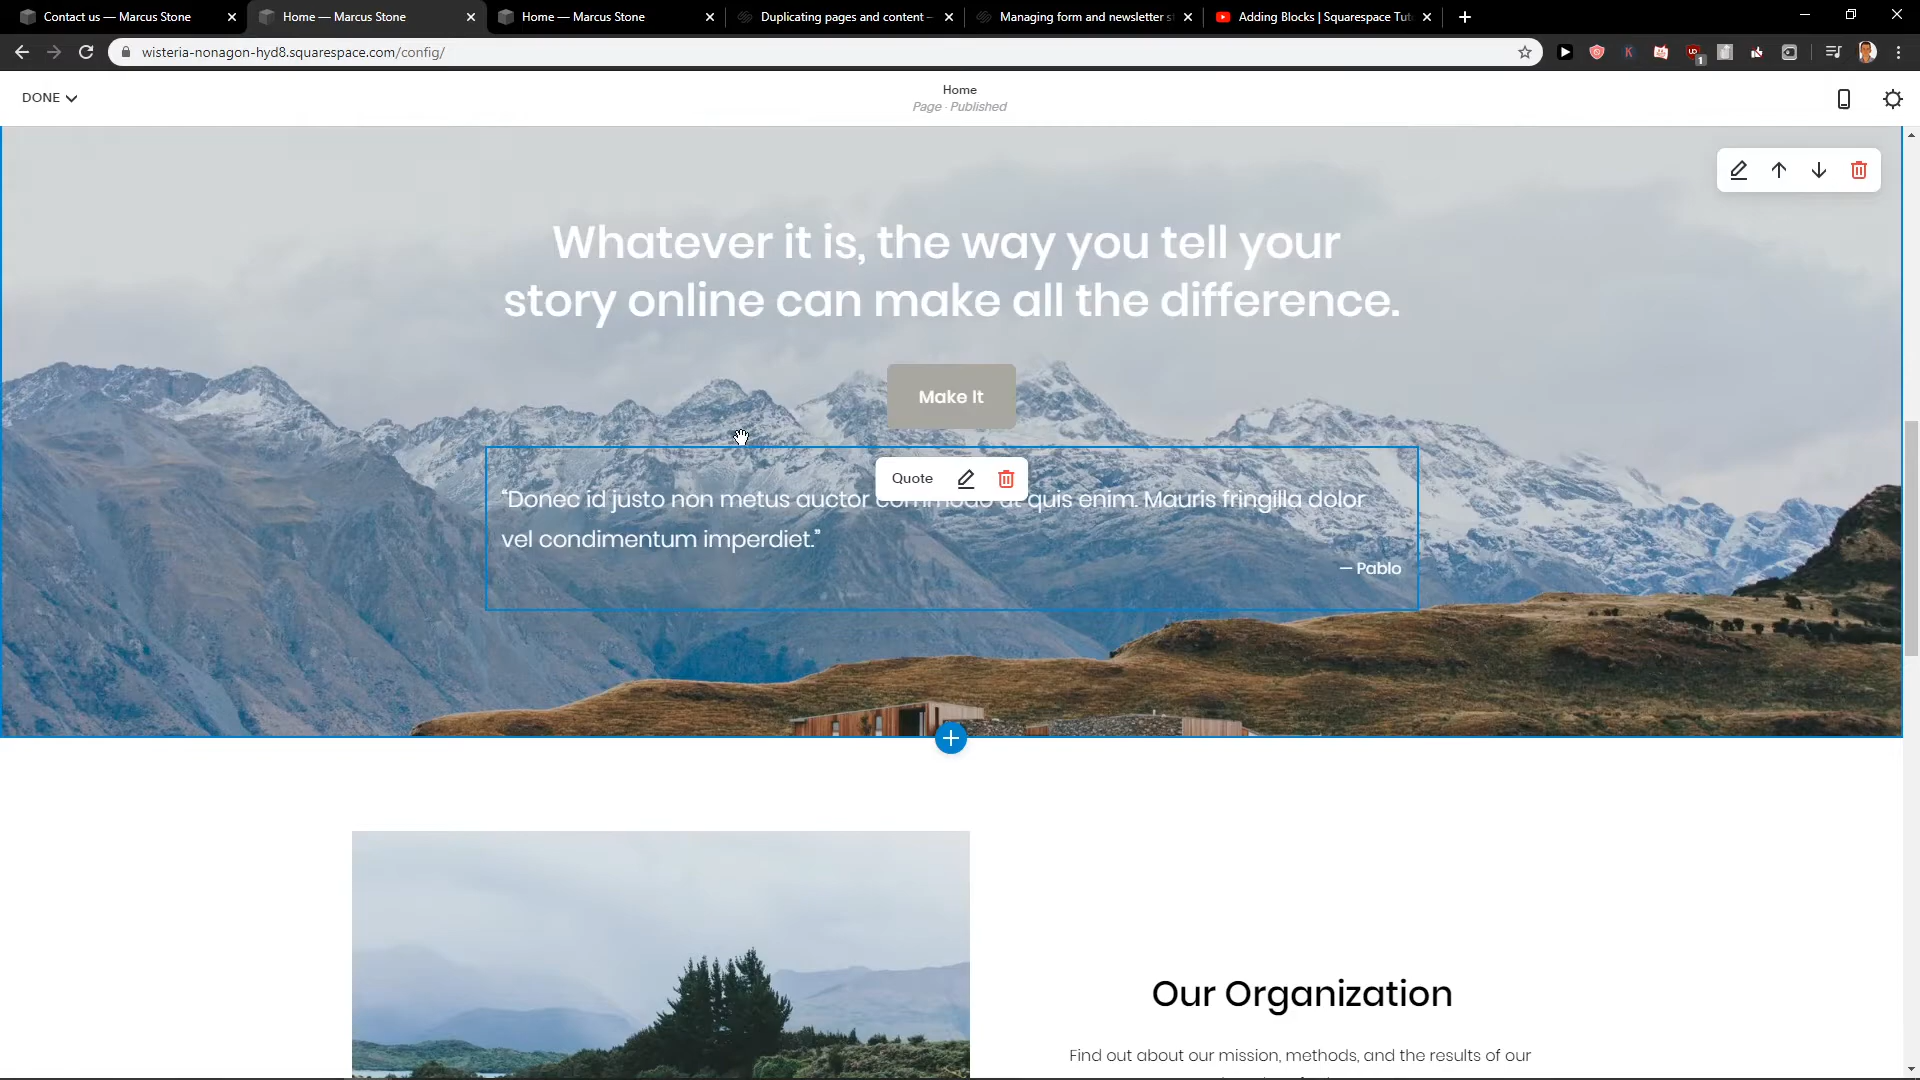 Contact us — Marcus Stone
Home — Marcus Stone
Home — Marcus Stone
Duplicating pages and content –
Managing form and newsletter s
Adding Blocks | Squarespace Tut
wisteria-nonagon-hyd8.squarespace.com/config/
1
DONE
Home
Page · Published
Whatever it is, the way you tell your
story online can make all the difference.
Make It
Quote
“Donec id justo non metus auctor commodo ut quis enim. Mauris fringilla dolor
vel condimentum imperdiet.”
— Pablo
Our Organization
Find out about our mission, methods, and the results of our